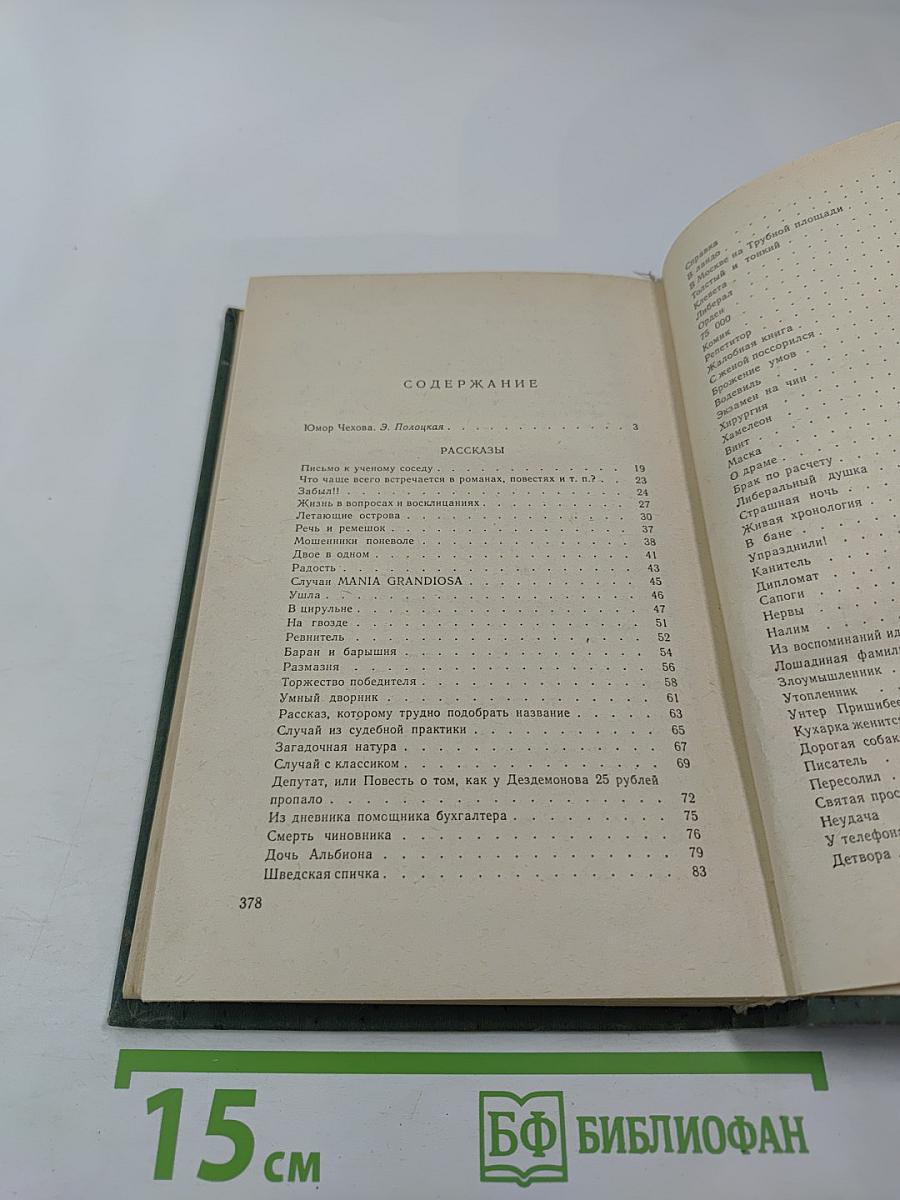 СОДЕРЖАНИЕ
Юмор Чехова. Э. Полоцкая . . . . . . . . . . . . . 3
РАССКАЗЫ
Письмо к ученому соседу . . . . . . . . . . . . . 19
Что чаще всего встречается в романах, повестях и т. п.? . . 23
Забыл!! . . . . . . . . . . . . . . . . . . . 24
Жизнь в вопросах и восклицаниях . . . . . . . . . . 27
Летающие острова . . . . . . . . . . . . . . . 30
Речь и ремешок . . . . . . . . . . . . . . . . 37
Мошенники поневоле . . . . . . . . . . . . . . 38
Двое в одном . . . . . . . . . . . . . . . . . 41
Радость . . . . . . . . . . . . . . . . . . . 43
Случаи MANIA GRANDIOSA . . . . . . . . . . . . 45
Ушла . . . . . . . . . . . . . . . . . . . . 46
В цирульне . . . . . . . . . . . . . . . . . . 47
На гвозде . . . . . . . . . . . . . . . . . . 51
Ревнитель . . . . . . . . . . . . . . . . . . 52
Баран и барышня . . . . . . . . . . . . . . . . 54
Размазня . . . . . . . . . . . . . . . . . . 56
Торжество победителя . . . . . . . . . . . . . . 58
Умный дворник . . . . . . . . . . . . . . . . 61
Рассказ, которому трудно подобрать название . . . . . 63
Случай из судебной практики . . . . . . . . . . . 65
Загадочная натура . . . . . . . . . . . . . . . 67
Случай с классиком . . . . . . . . . . . . . . . 69
Депутат, или Повесть о том, как у Дездемонова 25 рублей
пропало . . . . . . . . . . . . . . . . . . . 72
Из дневника помощника бухгалтера . . . . . . . . . 75
Смерть чиновника . . . . . . . . . . . . . . . 76
Дочь Альбиона . . . . . . . . . . . . . . . . 79
Шведская спичка . . . . . . . . . . . . . . . . 83
378
Справка
В ландо
В Москве на Трубной площади
Толстый и тонкий
Клевета
Либерал
Орден
75 000
Комик
Репетитор
Жалобная книга
С женой поссорился
Брожение умов
Водевиль
Экзамен на чин
Хирургия
Хамелеон
Винт
Маска
О драме
Брак по расчету
Либеральный душка
Страшная ночь
Живая хронология
В бане
Упразднили!
Канитель
Дипломат
Сапоги
Нервы
Налим
Из воспоминаний ид
Лошадиная фамили
Злоумышленник
Утопленник
Унтер Пришибее
Кухарка женится
Дорогая собак
Писатель
Пересолил
Святая прос
Неудача
У телефона
Детвора
15 см
БФ БИБЛИОФАН